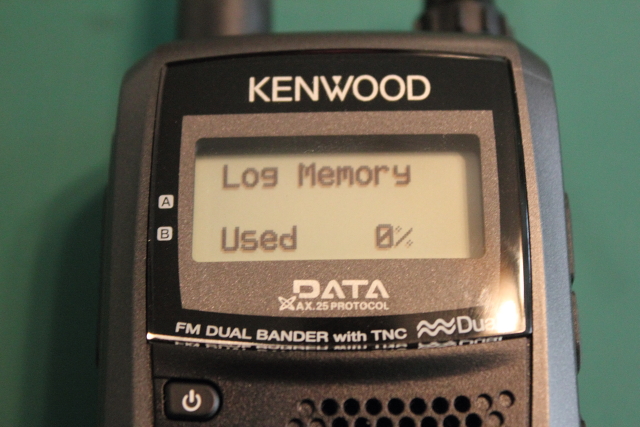 KENWOOD
Log Memory
A
B
Used 0%
DATA
AX.25 PROTOCOL
FM DUAL BANDER with TNC